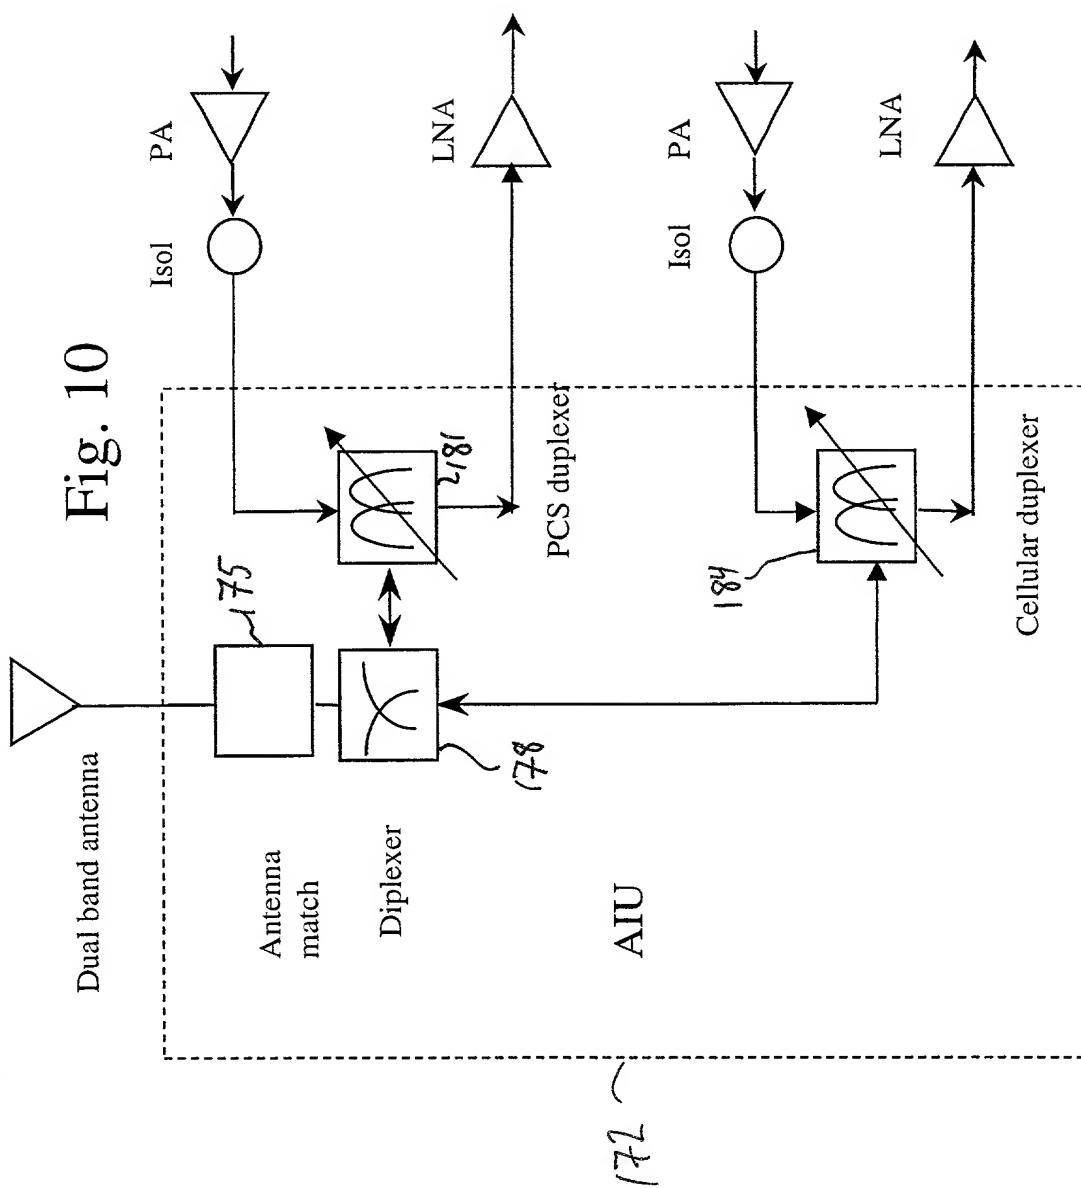 Fig. 10
Dual band antenna
Antenna
match
175
Diplexer
178
181
PCS duplexer
184
Cellular duplexer
AIU
172
Isol
PA
LNA
Isol
PA
LNA